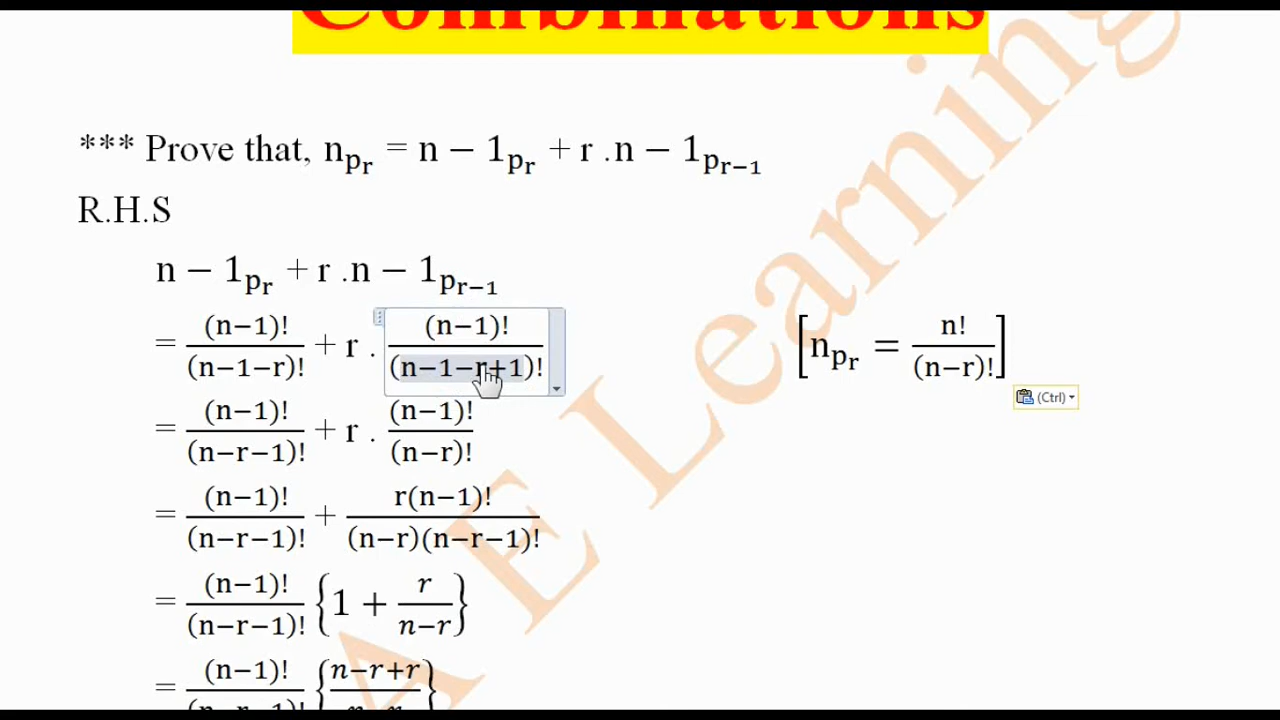 Combinations
*** Prove that, n_{p_r} = n − 1_{p_r} + r .n − 1_{p_{r−1}}
R.H.S
n − 1_{p_r} + r .n − 1_{p_{r−1}}
= (n−1)!/(n−1−r)! + r . (n−1)!/(n−1−r+1)! [n_{p_r} = n!/(n−r)!]
(Ctrl)
= (n−1)!/(n−r−1)! + r . (n−1)!/(n−r)!
= (n−1)!/(n−r−1)! + r(n−1)!/(n−r)(n−r−1)!
= (n−1)!/(n−r−1)! {1 + r/n−r}
= (n−1)!/(n−r−1)! {n−r+r/n−r}
A E Learning